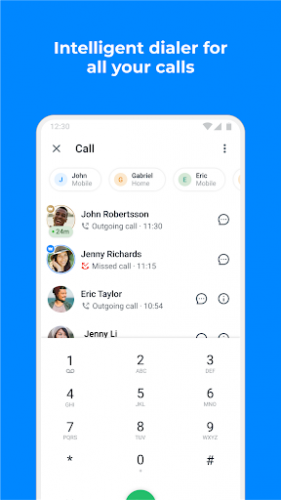 Intelligent dialer for
all your calls
12:30
Call
J
John
Mobile
G
Gabriel
Home
E
Eric
Mobile
John Robertsson
Outgoing call • 11:30
• 24m
Jenny Richards
Missed call • 11:15
Eric Taylor
Outgoing call • 10:54
Jenny Li
1
2
ABC
3
DEF
4
GHI
5
JKL
6
MNO
7
PQRS
8
TUV
9
WXYZ
*
0
+
#